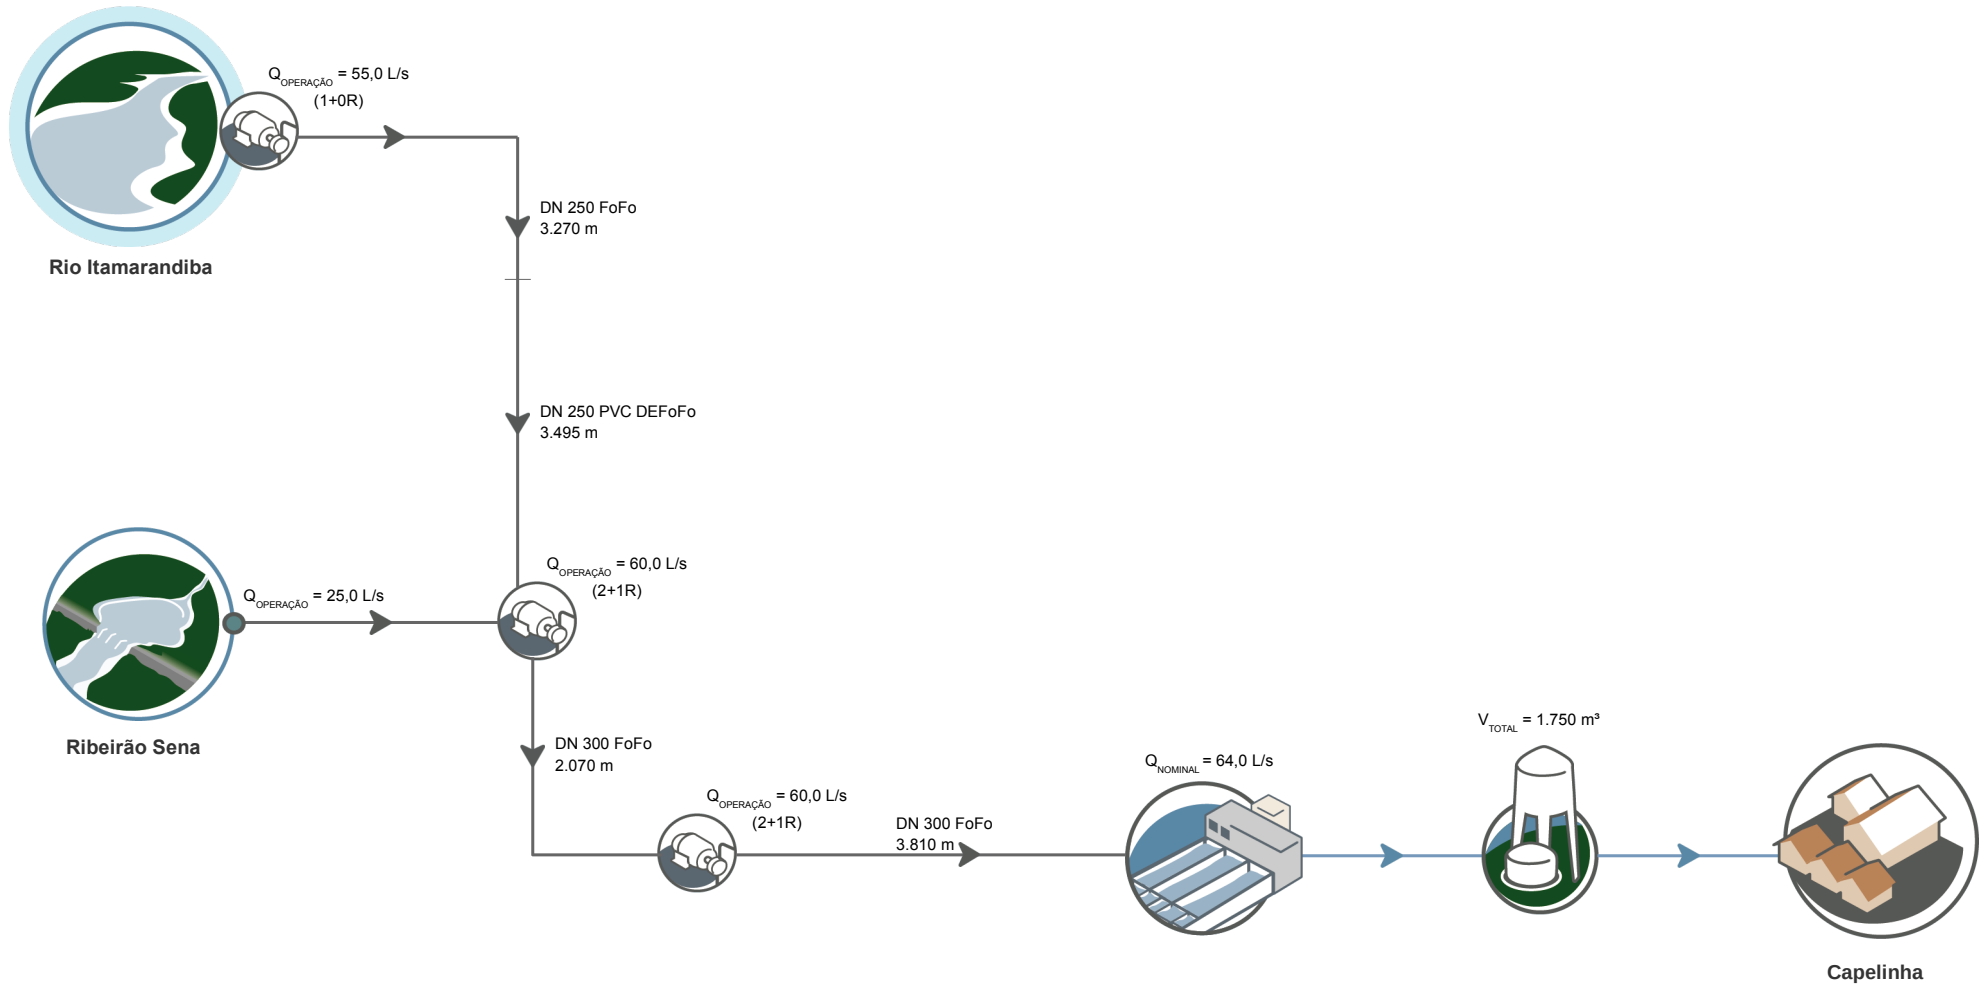 Q OPERAÇÃO = 55,0 L/s
(1+0R)
DN 250 FoFo
3.270 m
Rio Itamarandiba
DN 250 PVC DEFoFo
3.495 m
Q OPERAÇÃO = 60,0 L/s
(2+1R)
Q OPERAÇÃO = 25,0 L/s
Ribeirão Sena
DN 300 FoFo
2.070 m
Q OPERAÇÃO = 60,0 L/s
(2+1R)
DN 300 FoFo
3.810 m
Q NOMINAL = 64,0 L/s
V TOTAL = 1.750 m³
Capelinha